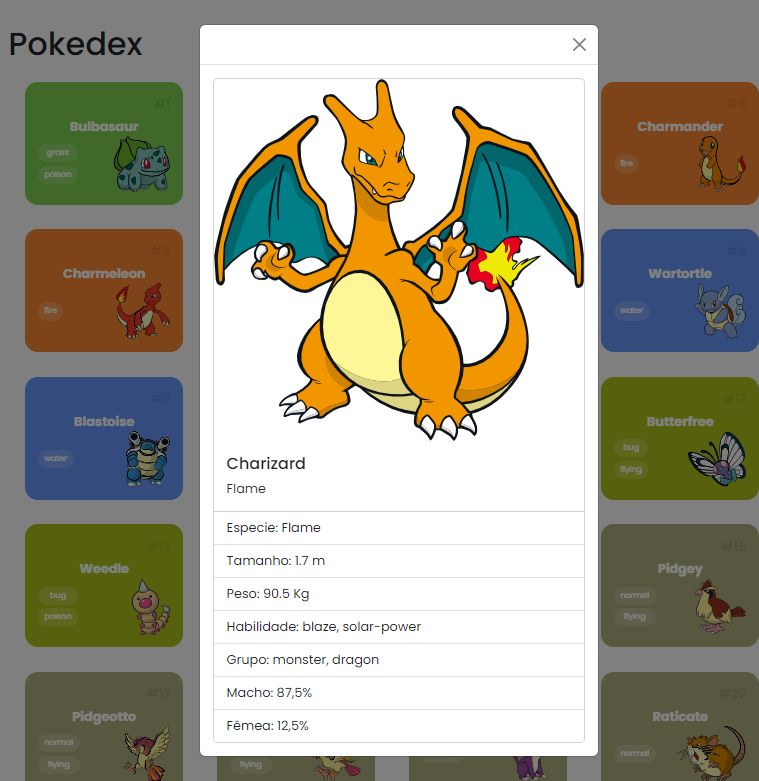 Pokedex
#1
Bulbasaur
grass
poison
#4
Charmander
fire
Charmeleon
fire
Wartortle
water
Blastoise
water
#12
Butterfree
bug
flying
#13
Weedle
bug
poison
#16
Pidgey
normal
flying
#17
Pidgeotto
normal
flying
flying
#20
Raticate
normal
Charizard
Flame
Especie: Flame
Tamanho: 1.7 m
Peso: 90.5 Kg
Habilidade: blaze, solar-power
Grupo: monster, dragon
Macho: 87,5%
Fêmea: 12,5%